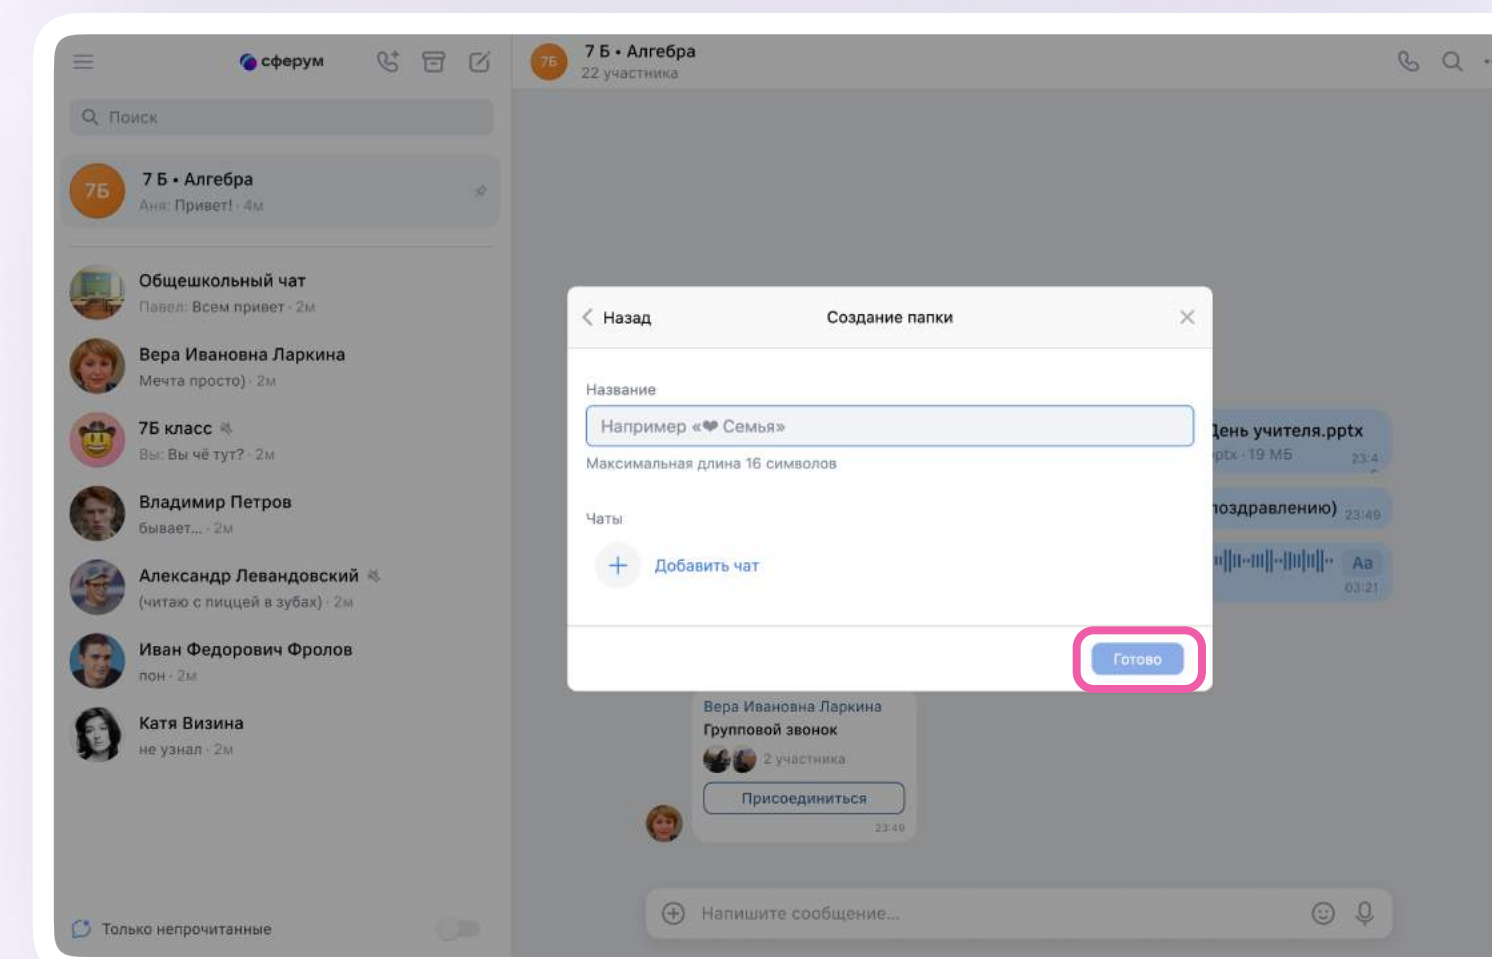 сферум
Поиск
7Б
7 Б • Алгебра
Аня: Привет! · 4м
Общешкольный чат
Павел: Всем привет · 2м
Вера Ивановна Ларкина
Мечта просто) · 2м
7Б класс
Вы: Вы чё тут? · 2м
Владимир Петров
бывает... · 2м
Александр Левандовский
(читаю с пиццей в зубах) · 2м
Иван Федорович Фролов
пон · 2м
Катя Визина
не узнал · 2м
Только непрочитанные
7Б
7 Б • Алгебра
22 участника
Назад
Создание папки
Название
Например «❤ Семья»
Максимальная длина 16 символов
Чаты
Добавить чат
Готово
День учителя.pptx
pptx · 19 МБ
23:4
поздравлению) 23:49
Aa
03:21
Вера Ивановна Ларкина
Групповой звонок
2 участника
Присоединиться
23:49
Напишите сообщение...